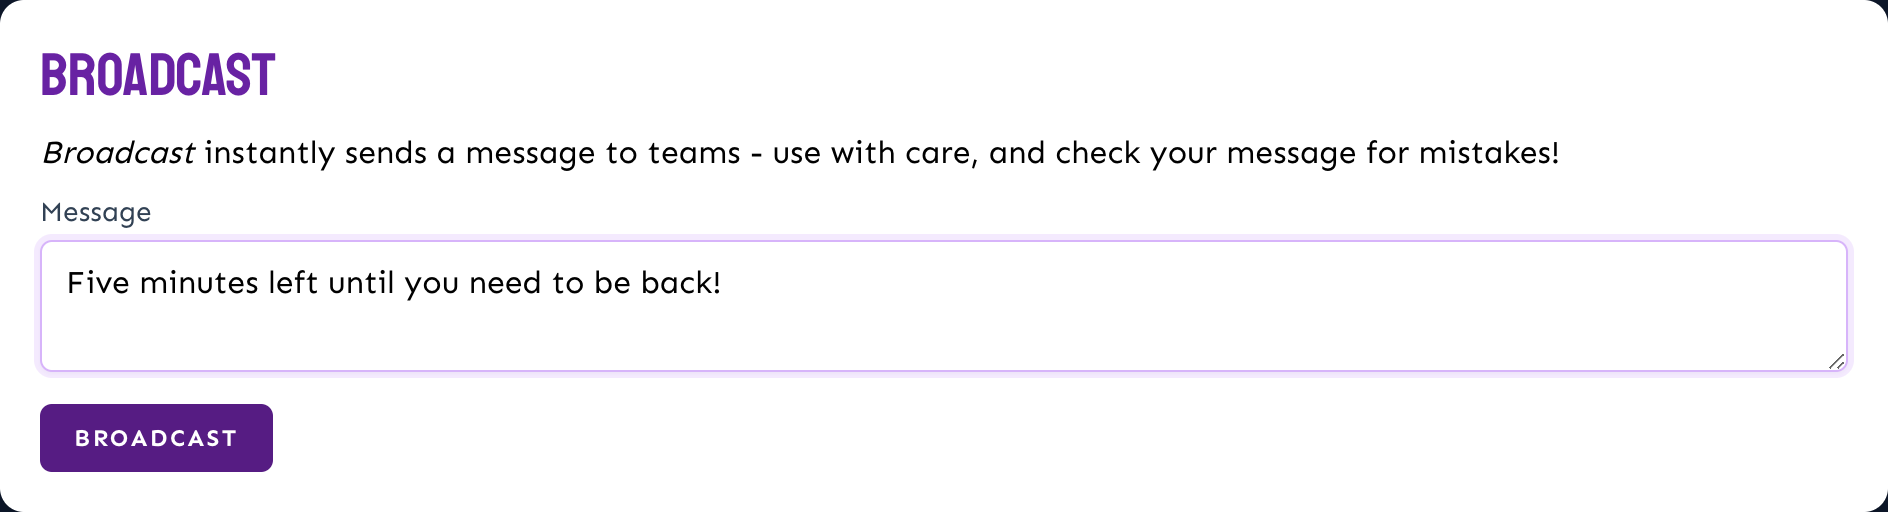 BROADCAST
Broadcast instantly sends a message to teams - use with care, and check your message for mistakes!
Message
Five minutes left until you need to be back!
BROADCAST